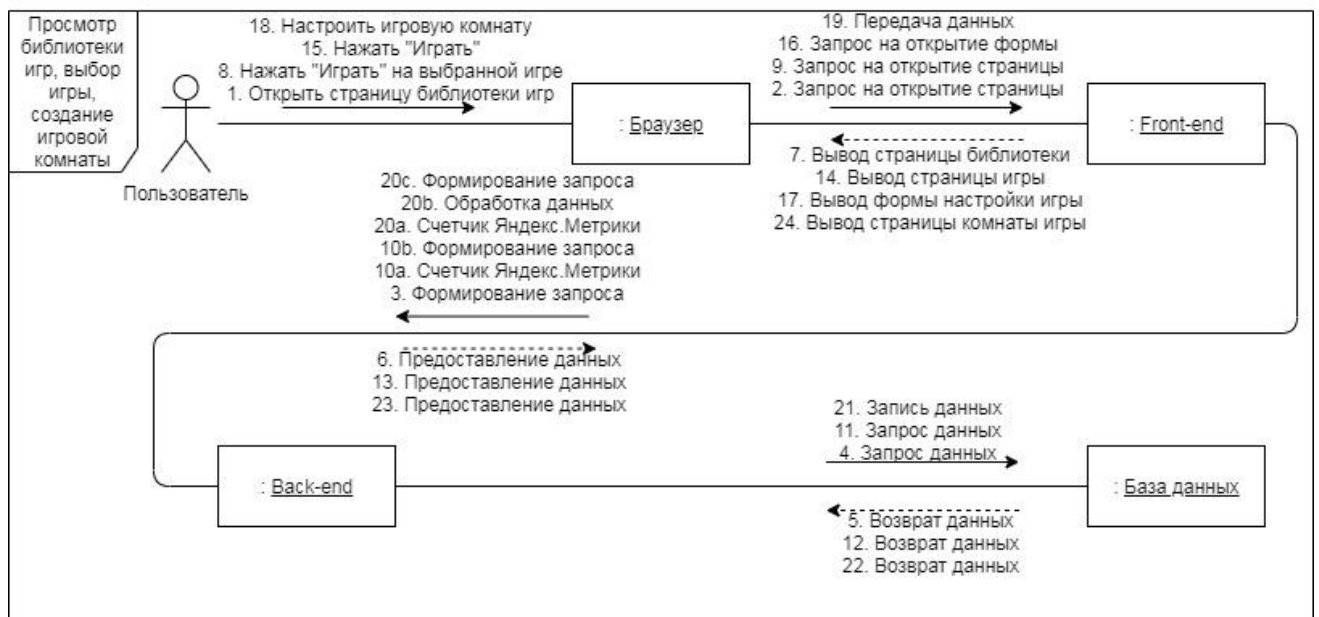 Просмотр
библиотеки
игр, выбор
игры,
создание
игровой
комнаты
18. Настроить игровую комнату
15. Нажать "Играть"
8. Нажать "Играть" на выбранной игре
1. Открыть страницу библиотеки игр
19. Передача данных
16. Запрос на открытие формы
9. Запрос на открытие страницы
2. Запрос на открытие страницы
: Браузер
: Front-end
7. Вывод страницы библиотеки
14. Вывод страницы игры
17. Вывод формы настройки игры
24. Вывод страницы комнаты игры
Пользователь
20c. Формирование запроса
20b. Обработка данных
20a. Счетчик Яндекс.Метрики
10b. Формирование запроса
10a. Счетчик Яндекс.Метрики
3. Формирование запроса
6. Предоставление данных
13. Предоставление данных
23. Предоставление данных
21. Запись данных
11. Запрос данных
4. Запрос данных
: Back-end
: База данных
5. Возврат данных
12. Возврат данных
22. Возврат данных